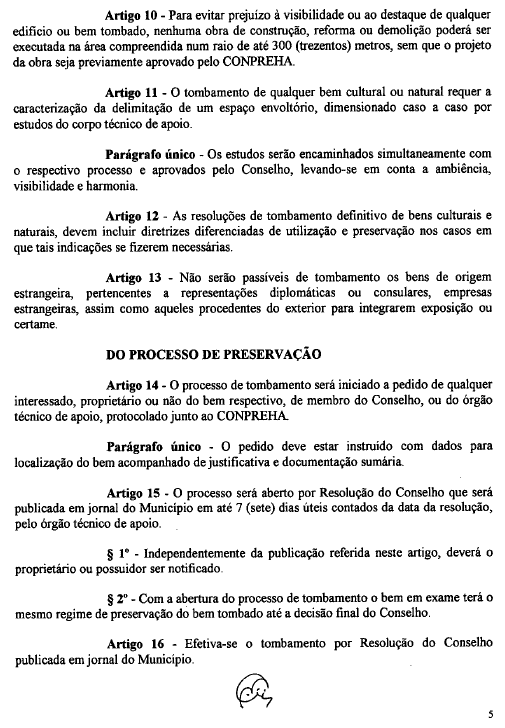 Artigo 10 - Para evitar prejuízo à visibilidade ou ao destaque de qualquer
edifício ou bem tombado, nenhuma obra de construção, reforma ou demolição poderá ser
executada na área compreendida num raio de até 300 (trezentos) metros, sem que o projeto
da obra seja previamente aprovado pelo CONPREHA.
Artigo 11 - O tombamento de qualquer bem cultural ou natural requer a
caracterização da delimitação de um espaço envoltório, dimensionado caso a caso por
estudos do corpo técnico de apoio.
Parágrafo único - Os estudos serão encaminhados simultaneamente com
o respectivo processo e aprovados pelo Conselho, levando-se em conta a ambiência,
visibilidade e harmonia.
Artigo 12 - As resoluções de tombamento definitivo de bens culturais e
naturais, devem incluir diretrizes diferenciadas de utilização e preservação nos casos em
que tais indicações se fizerem necessárias.
Artigo 13 - Não serão passíveis de tombamento os bens de origem
estrangeira, pertencentes a representações diplomáticas ou consulares, empresas
estrangeiras, assim como aqueles procedentes do exterior para integrarem exposição ou
certame.
DO PROCESSO DE PRESERVAÇÃO
Artigo 14 - O processo de tombamento será iniciado a pedido de qualquer
interessado, proprietário ou não do bem respectivo, de membro do Conselho, ou do órgão
técnico de apoio, protocolado junto ao CONPREHA.
Parágrafo único - O pedido deve estar instruido com dados para
localização do bem acompanhado de justificativa e documentação sumária.
Artigo 15 - O processo será aberto por Resolução do Conselho que será
publicada em jornal do Município em até 7 (sete) dias úteis contados da data da resolução,
pelo órgão técnico de apoio.
§ 1º - Independentemente da publicação referida neste artigo, deverá o
proprietário ou possuidor ser notificado.
§ 2º - Com a abertura do processo de tombamento o bem em exame terá o
mesmo regime de preservação do bem tombado até a decisão final do Conselho.
Artigo 16 - Efetiva-se o tombamento por Resolução do Conselho
publicada em jornal do Município.
5